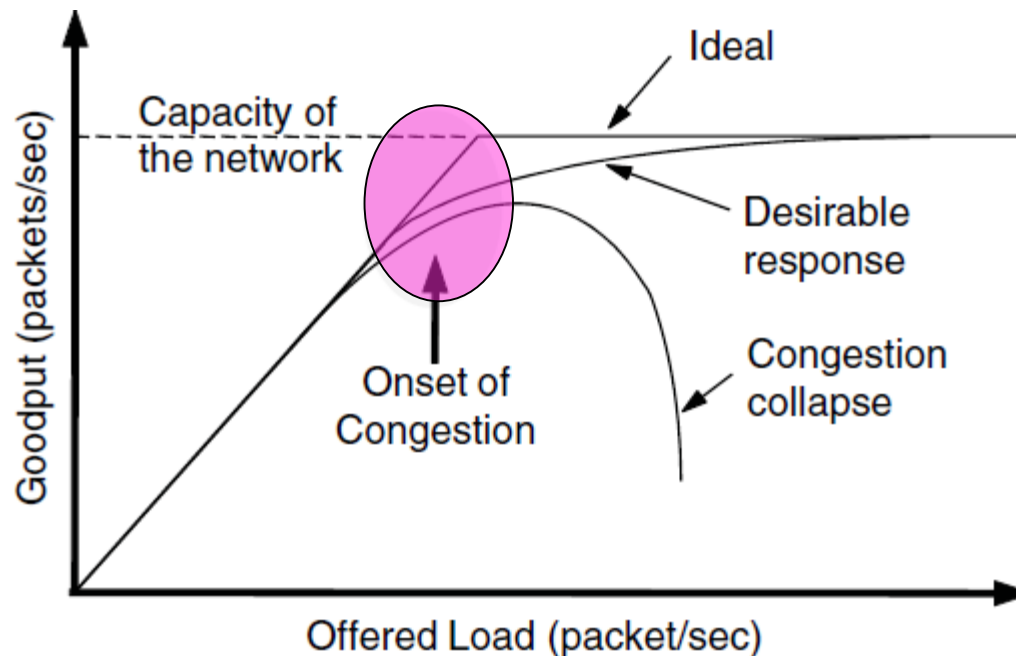 Ideal
Capacity of
the network
Desirable
response
Congestion
collapse
Onset of
Congestion
Goodput (packets/sec)
Offered Load (packet/sec)